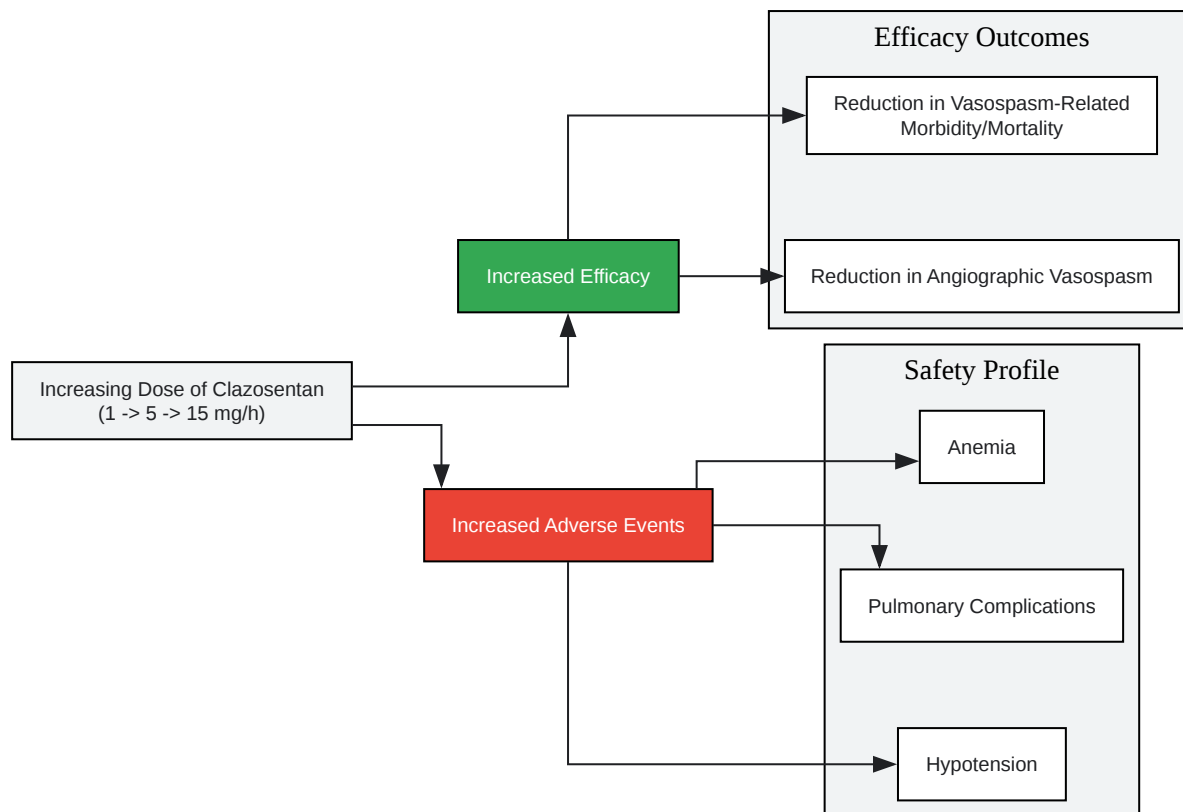 Efficacy Outcomes
Reduction in Vasospasm-Related
Morbidity/Mortality
Increased Efficacy
Reduction in Angiographic Vasospasm
Increasing Dose of Clazosentan
(1 -> 5 -> 15 mg/h)
Safety Profile
Anemia
Increased Adverse Events
Pulmonary Complications
Hypotension